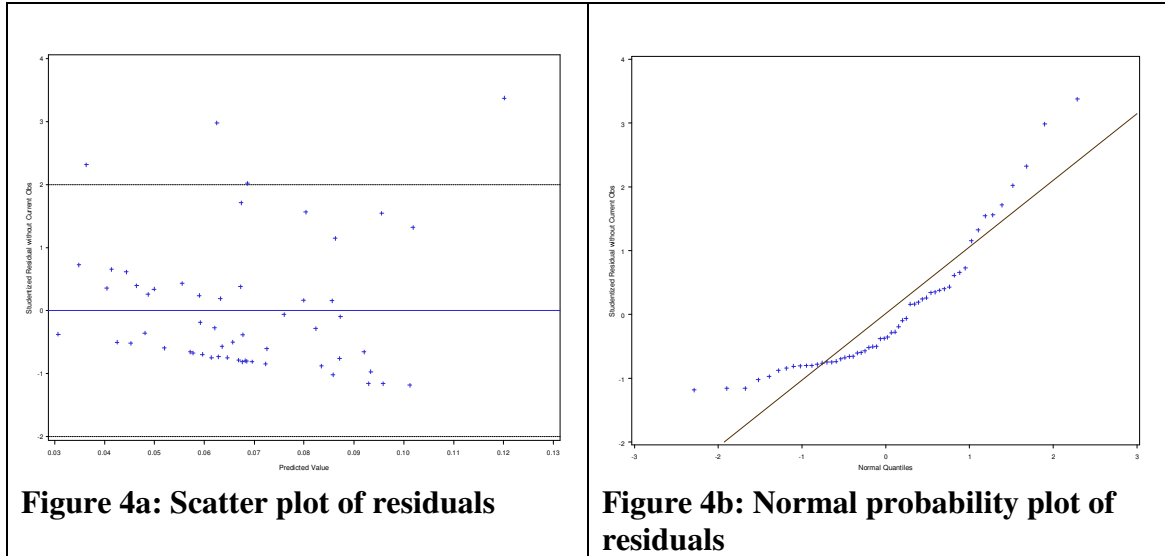 4
3
2
1
0
-1
-2
Studentized Residual without Current Obs
0.03 0.04 0.05 0.06 0.07 0.08 0.09 0.10 0.11 0.12 0.13
Predicted Value
Figure 4a: Scatter plot of residuals
4
3
2
1
0
-1
-2
Studentized Residual without Current Obs
-3 -2 -1 0 1 2 3
Normal Quantiles
Figure 4b: Normal probability plot of
residuals